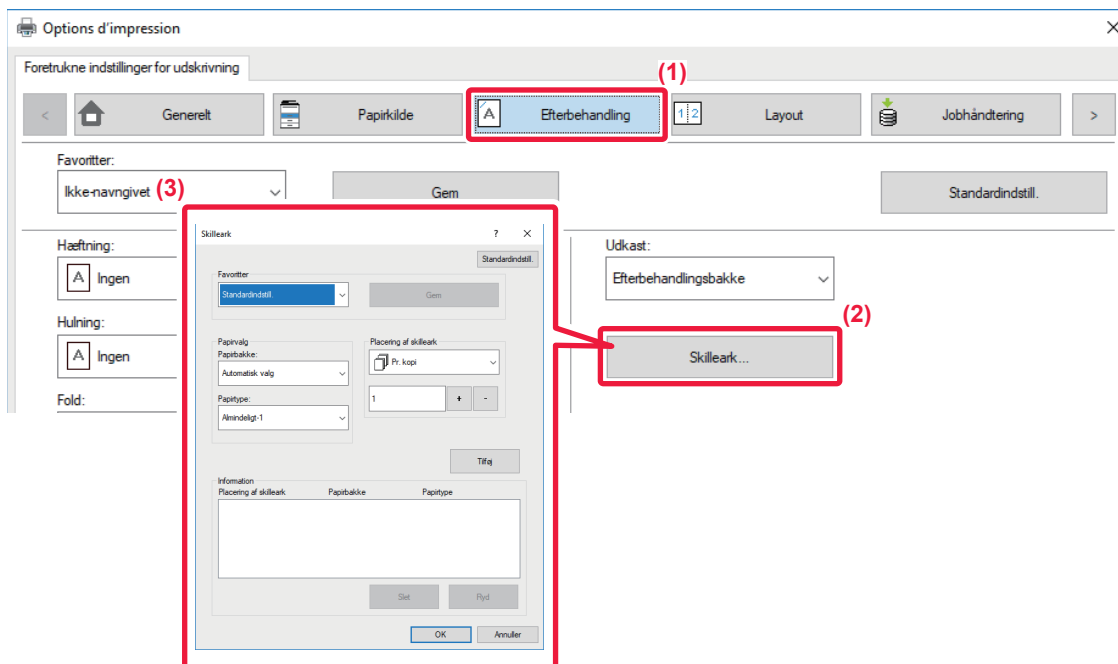 Options d'impression
Foretrukne indstillinger for udskrivning
(1)
< Generelt Papirkilde A Efterbehandling 1 2 Layout Jobhåndtering >
Favoritter:
Ikke-navngivet (3) Gem Standardindstill.
Hæftning:
A Ingen
Hulning:
A Ingen
Fold:
Skilleark ? ×
Standardindstill.
Favoritter
Standardindstill. Gem
Papirvalg
Papirbakke:
Automatisk valg
Papirtype:
Almindeligt-1
Placering af skilleark
Pr. kopi
1 + -
Tilføj
Information
Placering af skilleark Papirbakke Papirtype
Slet Ryd
OK Annuller
Udkast:
Efterbehandlingsbakke
(2)
Skilleark...